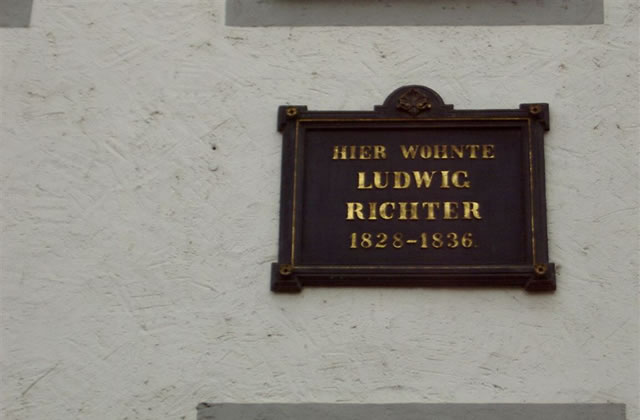 HIER WOHNTE
LUDWIG
RICHTER
1828-1836.